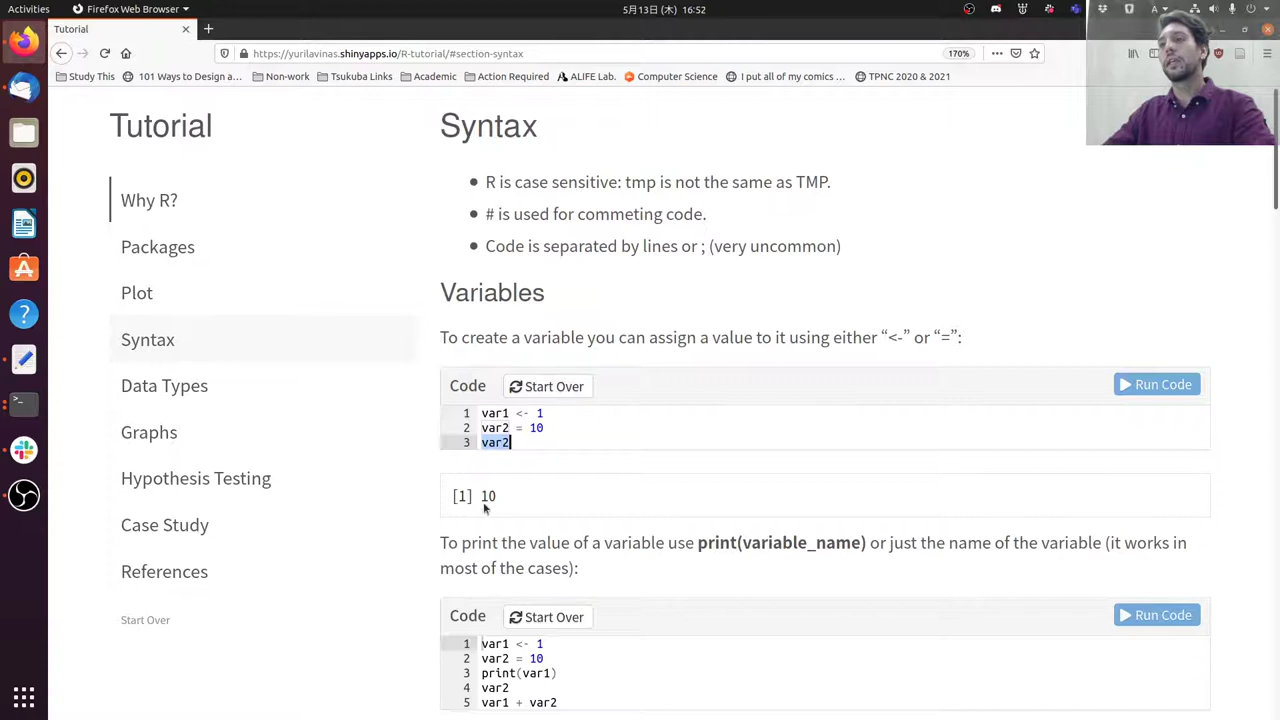 Activities
Firefox Web Browser
5月13日 (木) 16:52
Tutorial
https://yurilavinas.shinyapps.io/R-tutorial/#section-syntax
170%
Study This
101 Ways to Design a...
Non-work
Tsukuba Links
Academic
Action Required
ALIFE Lab.
Computer Science
I put all of my comics ...
TPNC 2020 & 2021
Tutorial
Why R?
Packages
Plot
Syntax
Data Types
Graphs
Hypothesis Testing
Case Study
References
Start Over
Syntax
R is case sensitive: tmp is not the same as TMP.
# is used for commeting code.
Code is separated by lines or ; (very uncommon)
Variables
To create a variable you can assign a value to it using either “<-” or “=”:
Code
Start Over
Run Code
1 var1 <- 1
2 var2 = 10
3 var2
[1] 10
To print the value of a variable use print(variable_name) or just the name of the variable (it works in
most of the cases):
Code
Start Over
Run Code
1 var1 <- 1
2 var2 = 10
3 print(var1)
4 var2
5 var1 + var2